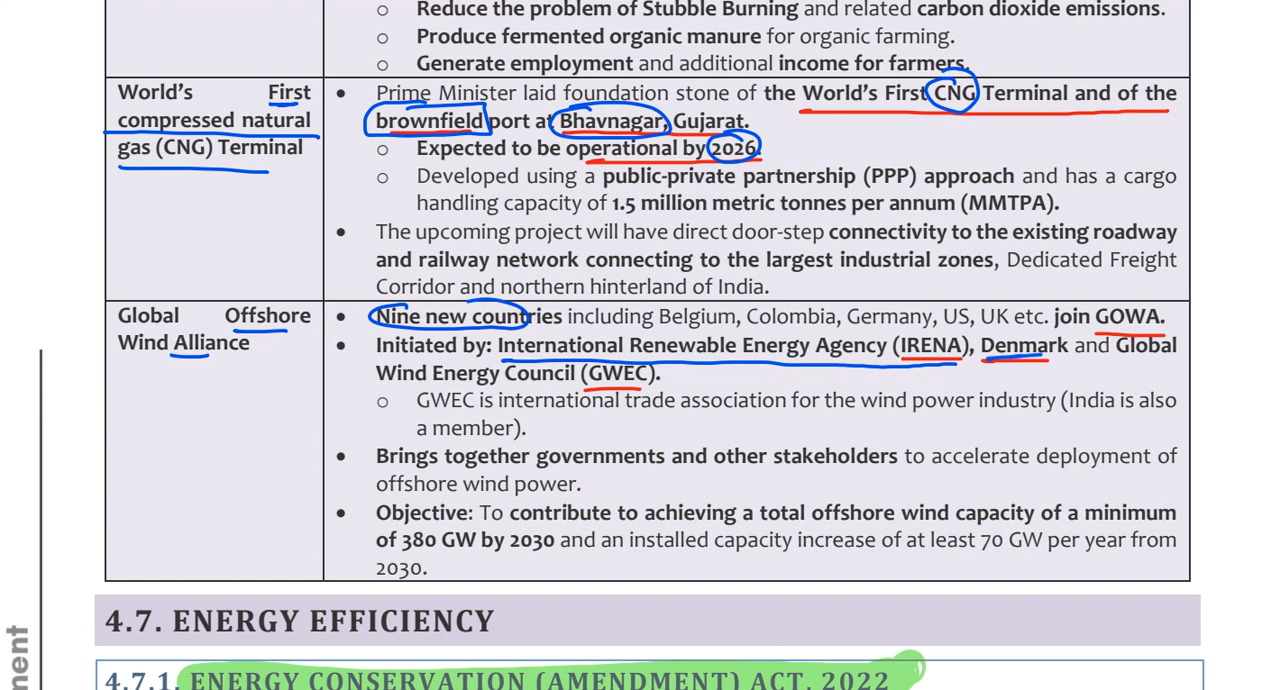 o Reduce the problem of Stubble Burning and related carbon dioxide emissions.
o Produce fermented organic manure for organic farming.
o Generate employment and additional income for farmers.
World's First
compressed natural
gas (CNG) Terminal
• Prime Minister laid foundation stone of the World's First CNG Terminal and of the
brownfield port at Bhavnagar, Gujarat.
o Expected to be operational by 2026.
o Developed using a public-private partnership (PPP) approach and has a cargo
handling capacity of 1.5 million metric tonnes per annum (MMTPA).
• The upcoming project will have direct door-step connectivity to the existing roadway
and railway network connecting to the largest industrial zones, Dedicated Freight
Corridor and northern hinterland of India.
Global Offshore
Wind Alliance
• Nine new countries including Belgium, Colombia, Germany, US, UK etc. join GOWA.
• Initiated by: International Renewable Energy Agency (IRENA), Denmark and Global
Wind Energy Council (GWEC).
o GWEC is international trade association for the wind power industry (India is also
a member).
• Brings together governments and other stakeholders to accelerate deployment of
offshore wind power.
• Objective: To contribute to achieving a total offshore wind capacity of a minimum
of 380 GW by 2030 and an installed capacity increase of at least 70 GW per year from
2030.
4.7. ENERGY EFFICIENCY
4.7.1. ENERGY CONSERVATION (AMENDMENT) ACT, 2022